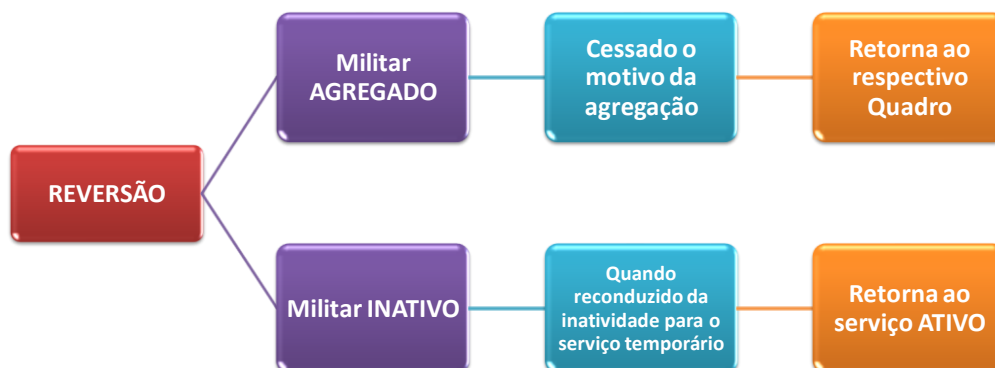 REVERSÃO
Militar
AGREGADO
Cessado o
motivo da
agregação
Retorna ao
respectivo
Quadro
Militar INATIVO
Quando
reconduzido da
inatividade para o
serviço temporário
Retorna ao
serviço ATIVO